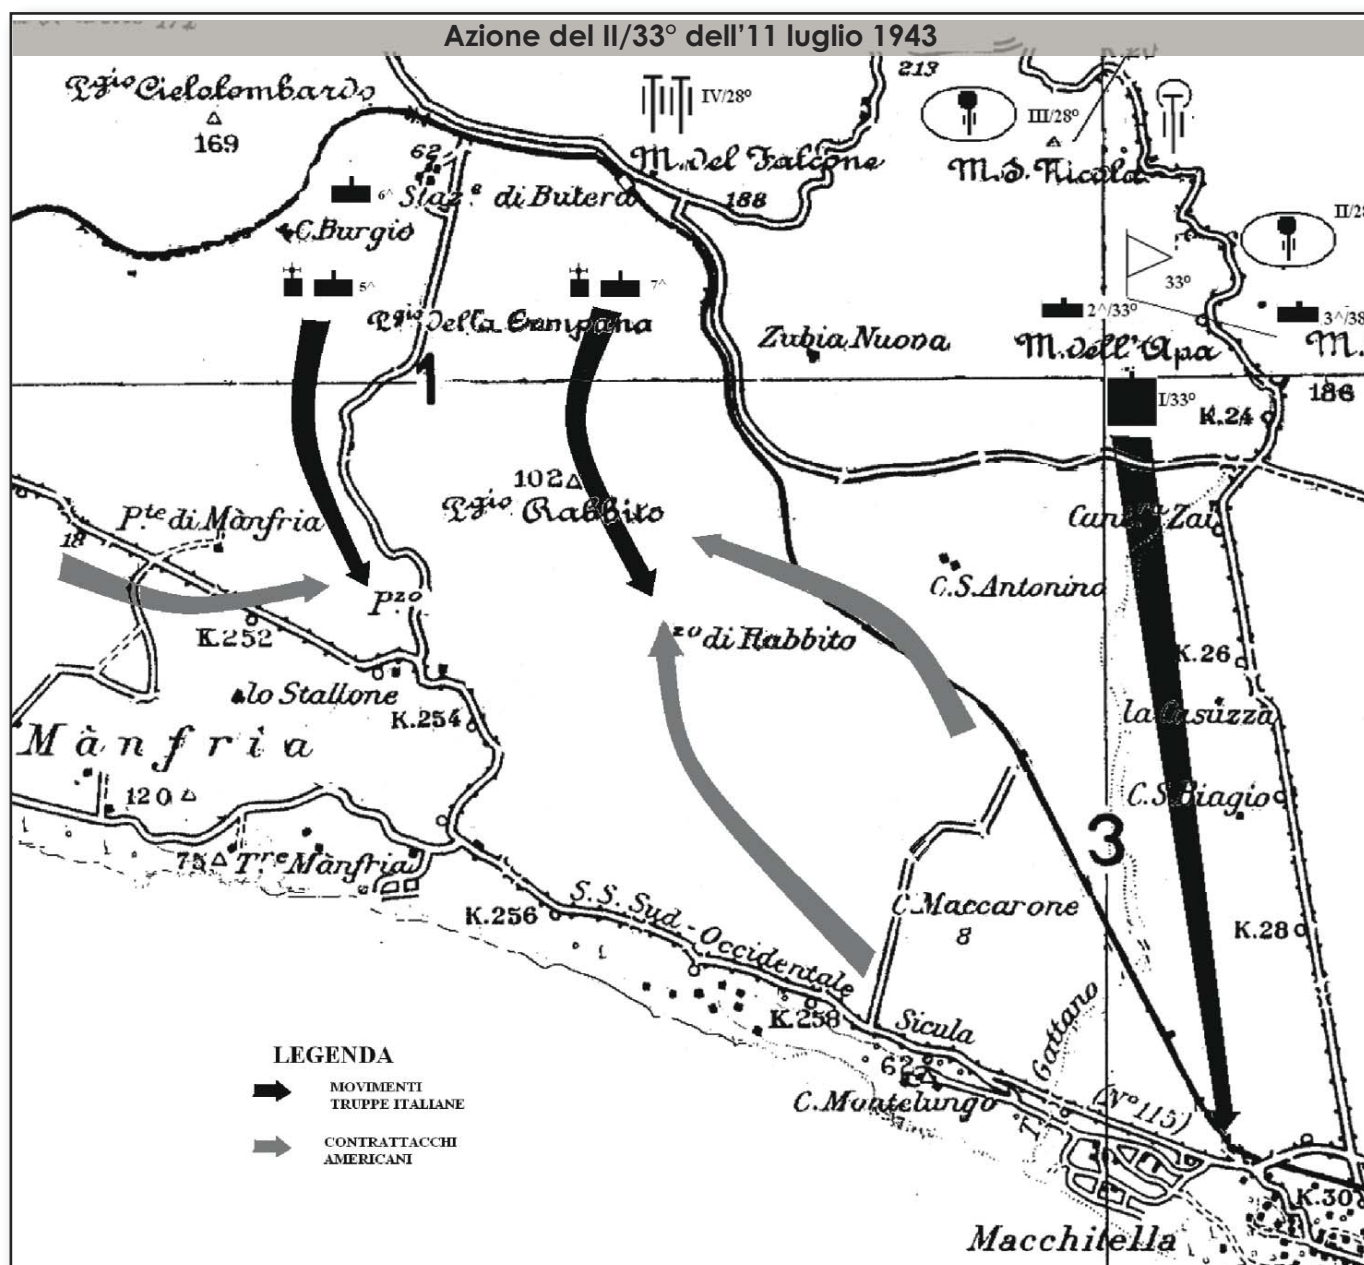 Azione del II/33° dell'11 luglio 1943
213
P.gio Cielolombardo
169
IV/28°
III/28°
M. del Falcone
188
M. S. Nicola
62
6^
Staz.e di Butera
C. Burgio
II/28
33°
5^
7^
2^/33°
3^/38
P.gio della Campana
Zubia Nuova
M. dell'Apa
M.
1
186
I/33°
K.24
102
P.gio Rabbito
P.te di Mànfria
18
C. S. Antonino
P.zo
K.252
zo di Rabbito
K.26
lo Stallone
K.254
la Casuzza
Mànfria
120
C. S. Biagio
3
75
T.re Mànfria
K.256
S.S. Sud-Occidentale
C. Maccarone
8
K.28
K.258
Sicula
Gattano
62
C. Montelungo
T.
(N° 115)
K.30
Macchitella
LEGENDA
MOVIMENTI
TRUPPE ITALIANE
CONTRATTACCHI
AMERICANI